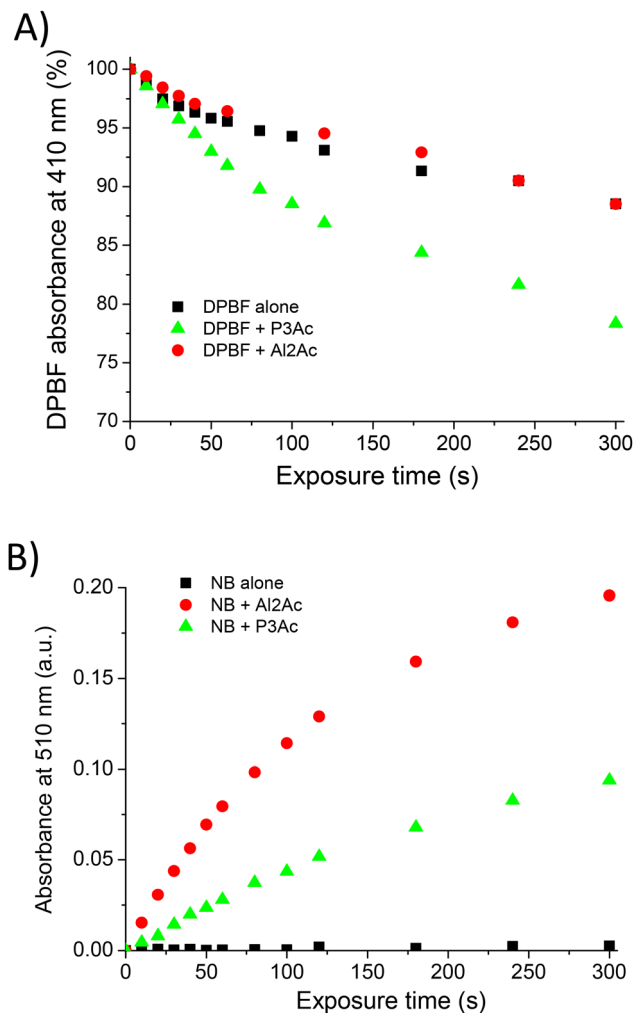 A)
100
95
90
85
80
75
70
DPBF absorbance at 410 nm (%)
DPBF alone
DPBF + P3Ac
DPBF + Al2Ac
0 50 100 150 200 250 300
Exposure time (s)
B)
0.20
0.15
0.10
0.05
0.00
Absorbance at 510 nm (a.u.)
NB alone
NB + Al2Ac
NB + P3Ac
0 50 100 150 200 250 300
Exposure time (s)